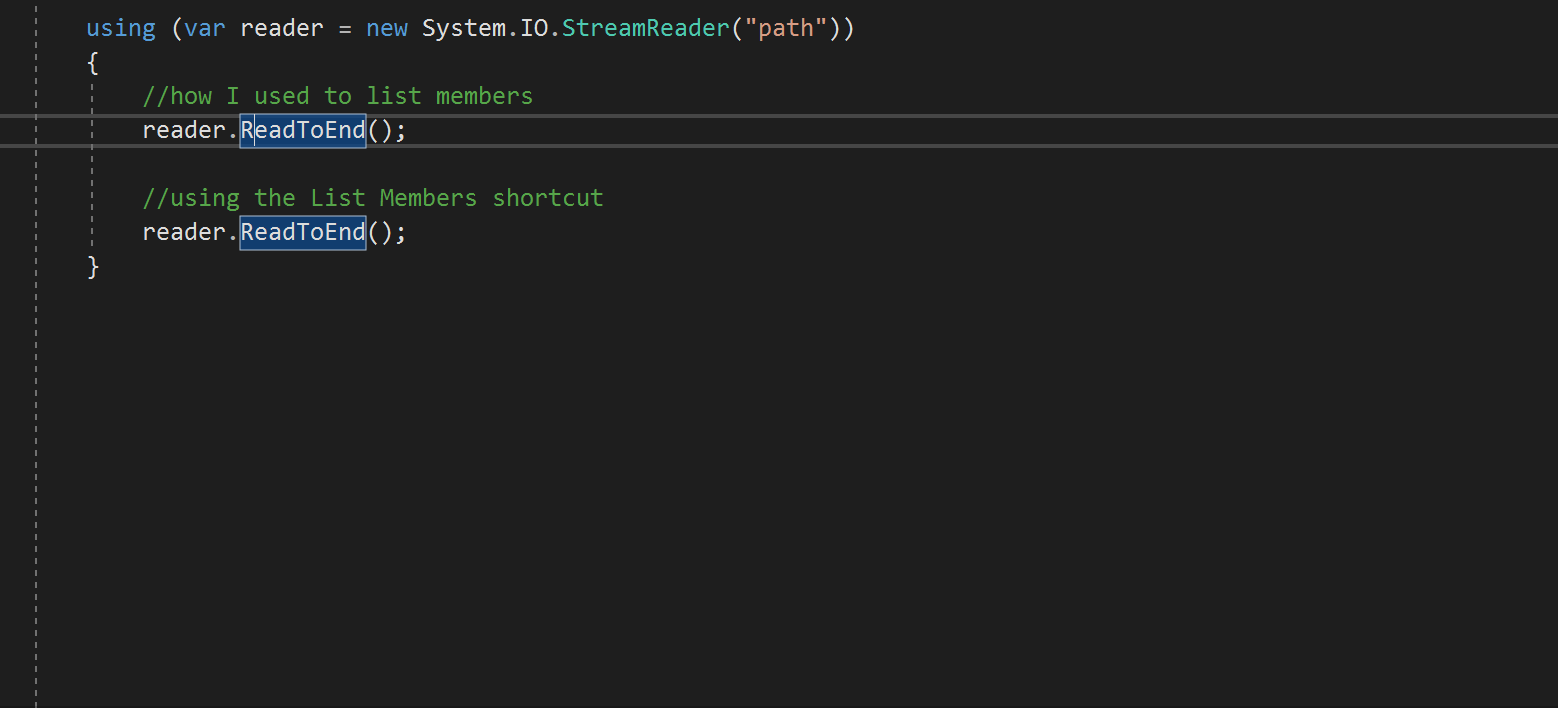 using (var reader = new System.IO.StreamReader("path"))
{
//how I used to list members
reader.ReadToEnd();
//using the List Members shortcut
reader.ReadToEnd();
}